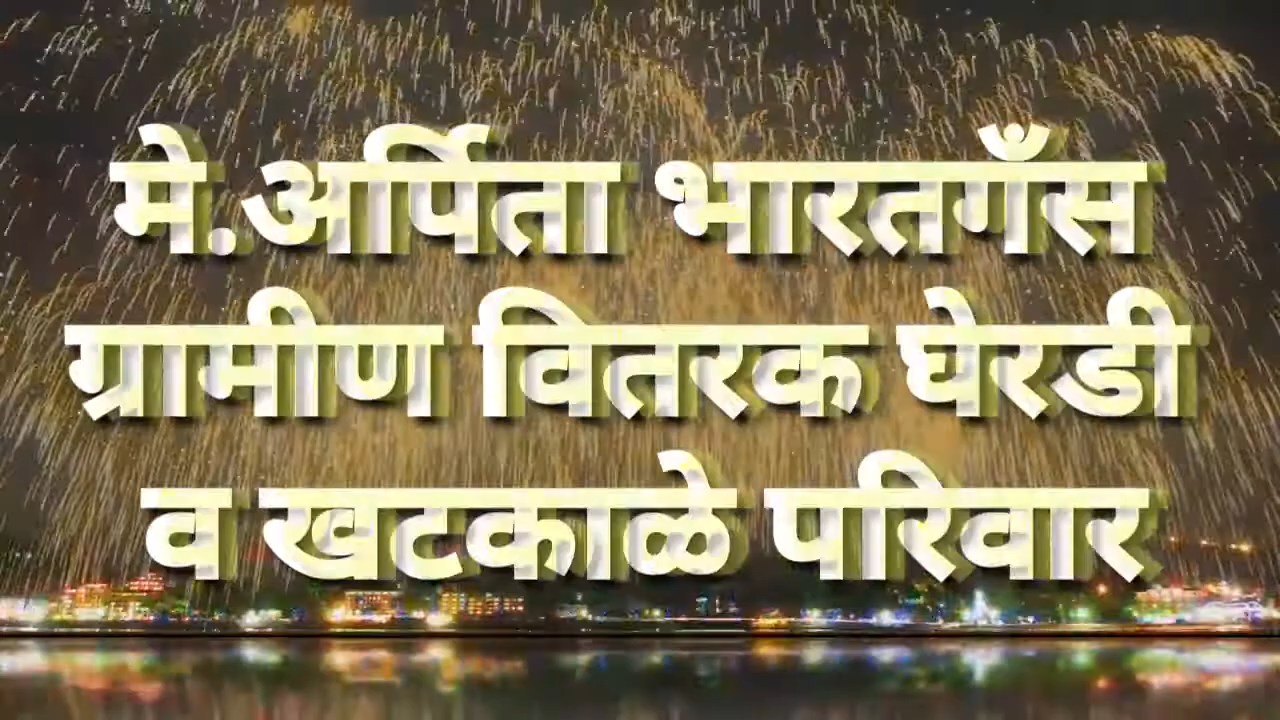 मे.अर्पिता भारतगँस
ग्रामीण वितरक घेरडी
व खटकाळे परिवार